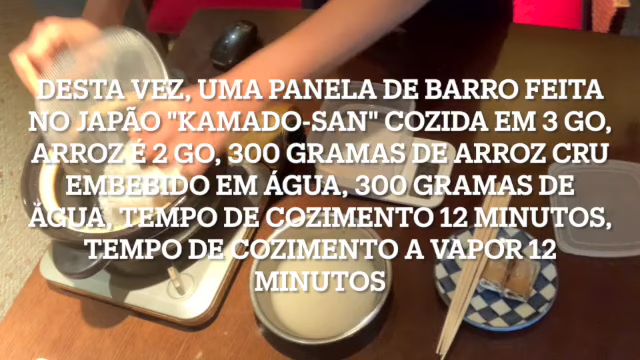 DESTA VEZ, UMA PANELA DE BARRO FEITA
NO JAPÃO "KAMADO-SAN" COZIDA EM 3 GO,
ARROZ É 2 GO, 300 GRAMAS DE ARROZ CRU
EMBEBIDO EM ÁGUA, 300 GRAMAS DE
ÁGUA, TEMPO DE COZIMENTO 12 MINUTOS,
TEMPO DE COZIMENTO A VAPOR 12
MINUTOS